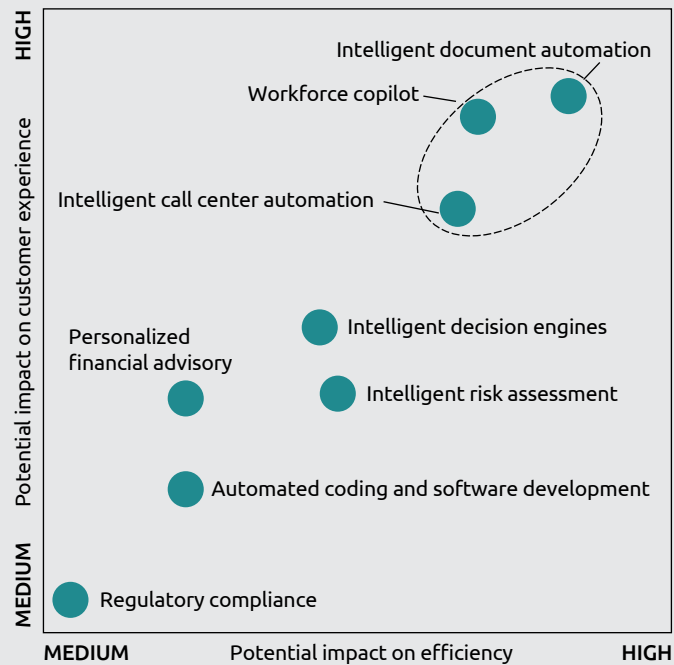 HIGH
Potential impact on customer experience
MEDIUM
Intelligent document automation
Workforce copilot
Intelligent call center automation
Intelligent decision engines
Personalized
financial advisory
Intelligent risk assessment
Automated coding and software development
Regulatory compliance
MEDIUM
Potential impact on efficiency
HIGH